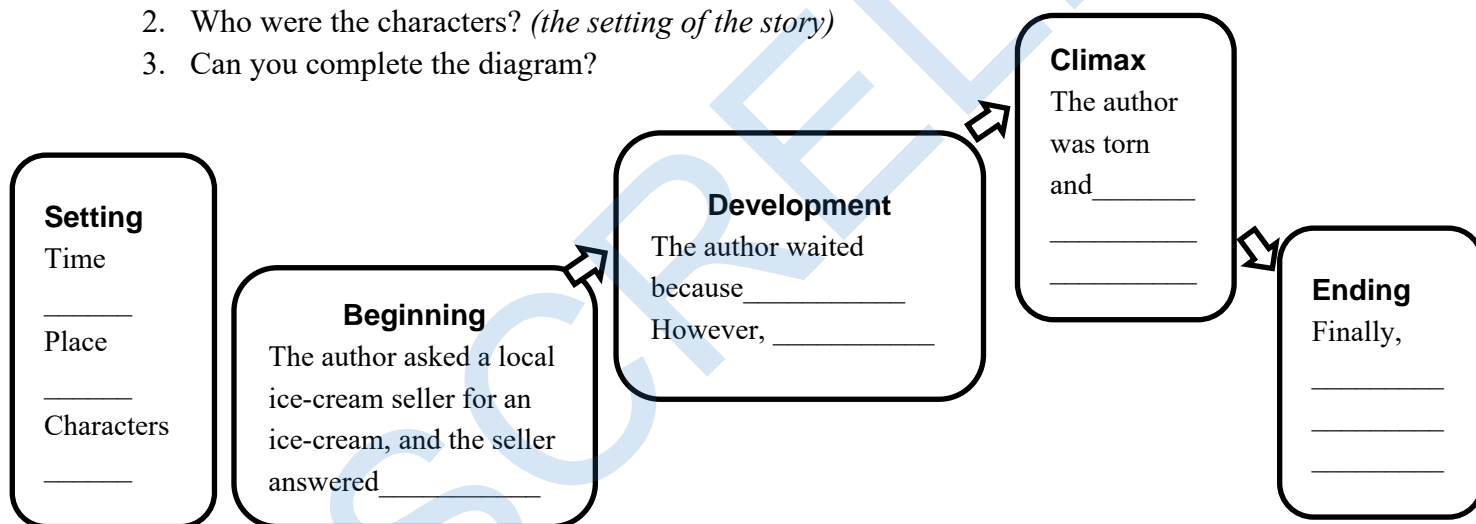 2. Who were the characters? (the setting of the story)
3. Can you complete the diagram?
Setting
Time
______
Place
______
Characters
______
Beginning
The author asked a local
ice-cream seller for an
ice-cream, and the seller
answered___________
Development
The author waited
because___________
However, ___________
Climax
The author
was torn
and_______
__________
__________
Ending
Finally,
_________
_________
_________